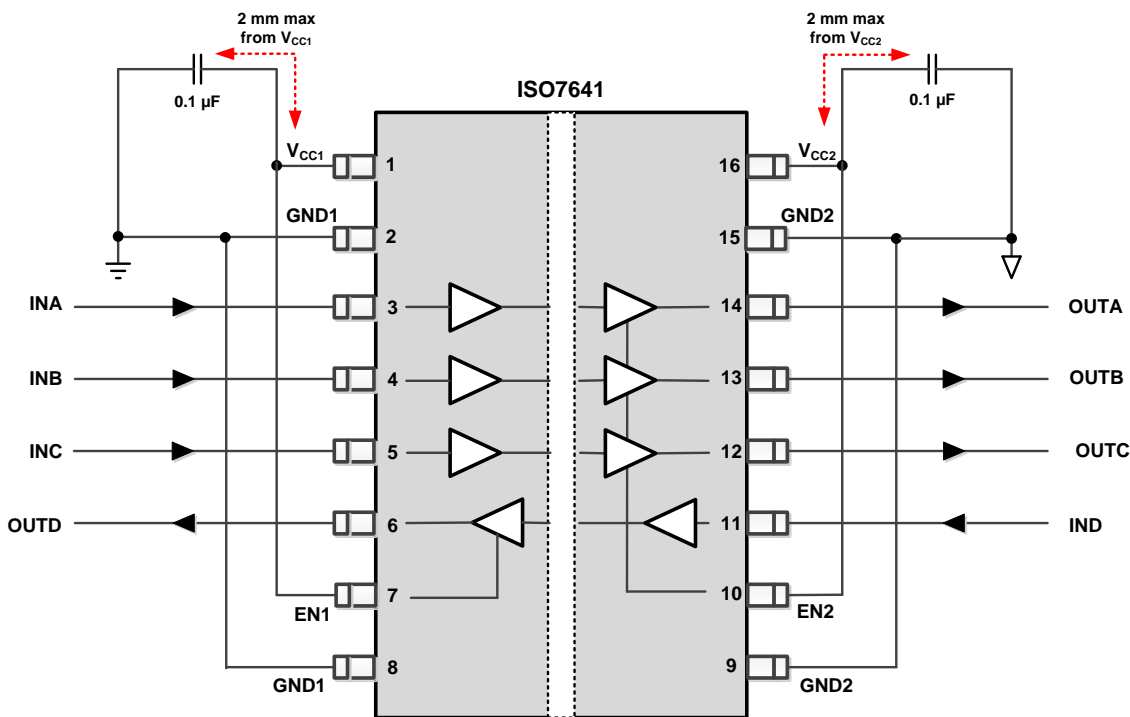 2 mm max
from VCC1
2 mm max
from VCC2
0.1 µF
0.1 µF
ISO7641
VCC1
1
16
VCC2
GND1
2
15
GND2
INA
3
14
OUTA
INB
4
13
OUTB
INC
5
12
OUTC
OUTD
6
11
IND
EN1
7
10
EN2
GND1
8
9
GND2